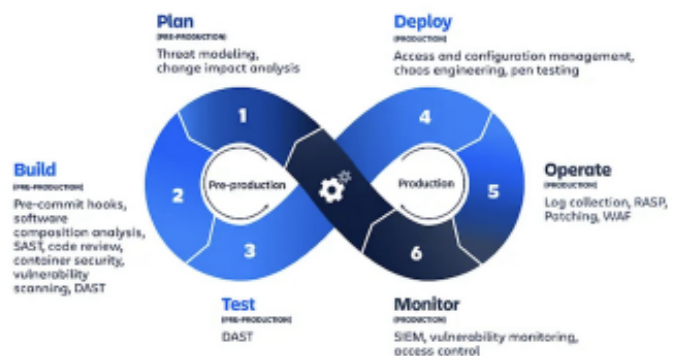 Plan
(PRE-PRODUCTION)
Threat modeling,
change impact analysis
Deploy
(PRODUCTION)
Access and configuration management,
chaos engineering, pen testing
1
4
Build
(PRE-PRODUCTION)
Pre-commit hooks,
software
composition analysis,
SAST, code review,
container security,
vulnerability
scanning, DAST
2
Pre-production
Production
5
Operate
(PRODUCTION)
Log collection, RASP,
Patching, WAF
3
6
Test
(PRE-PRODUCTION)
DAST
Monitor
(PRODUCTION)
SIEM, vulnerability monitoring,
access control